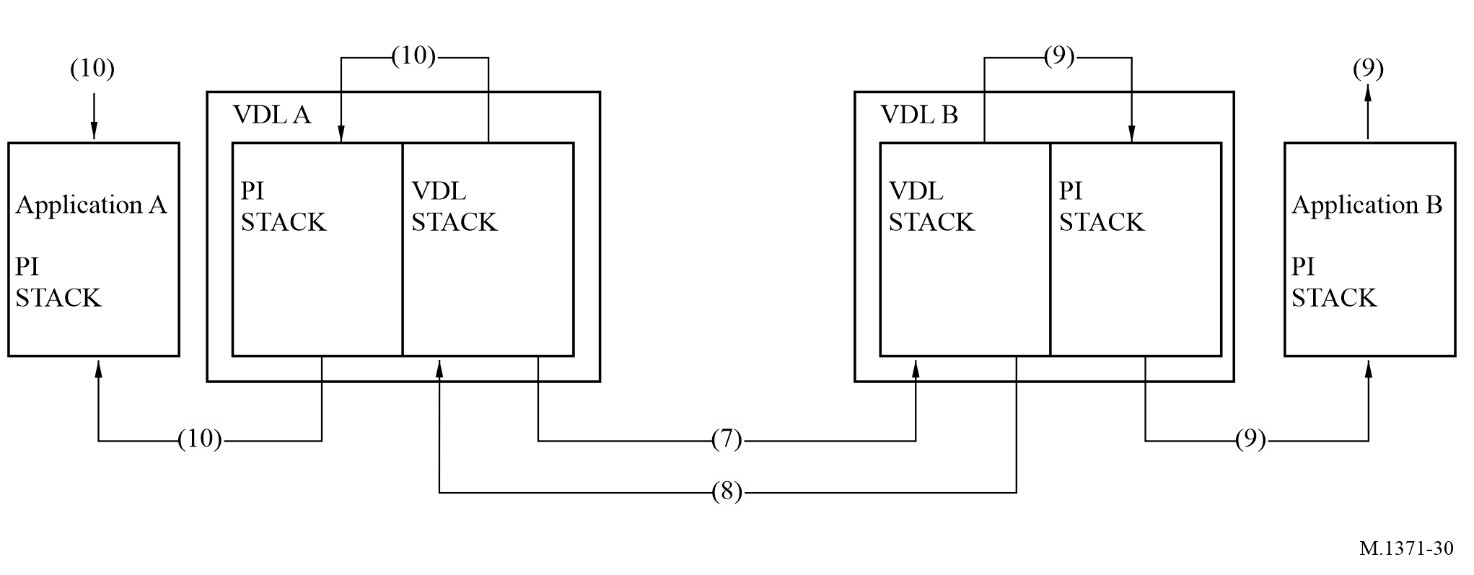 (10)
(9)
(10)
(9)
VDL A
VDL B
PI
STACK
VDL
STACK
VDL
STACK
PI
STACK
Application A
PI
STACK
Application B
PI
STACK
(10)
(7)
(9)
(8)
M.1371-30